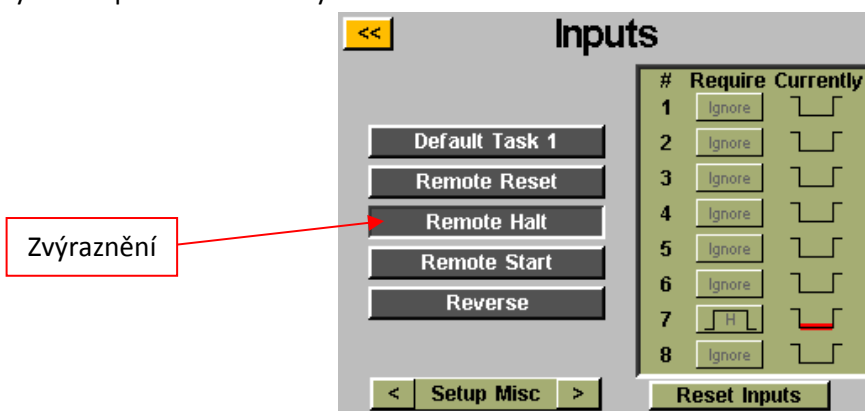 << Inputs
# Require Currently
1 Ignore
Default Task 1 2 Ignore
Remote Reset 3 Ignore
Remote Halt 4 Ignore
Zvýraznění
Remote Start 5 Ignore
6 Ignore
Reverse
7 H
8 Ignore
< Setup Misc > Reset Inputs